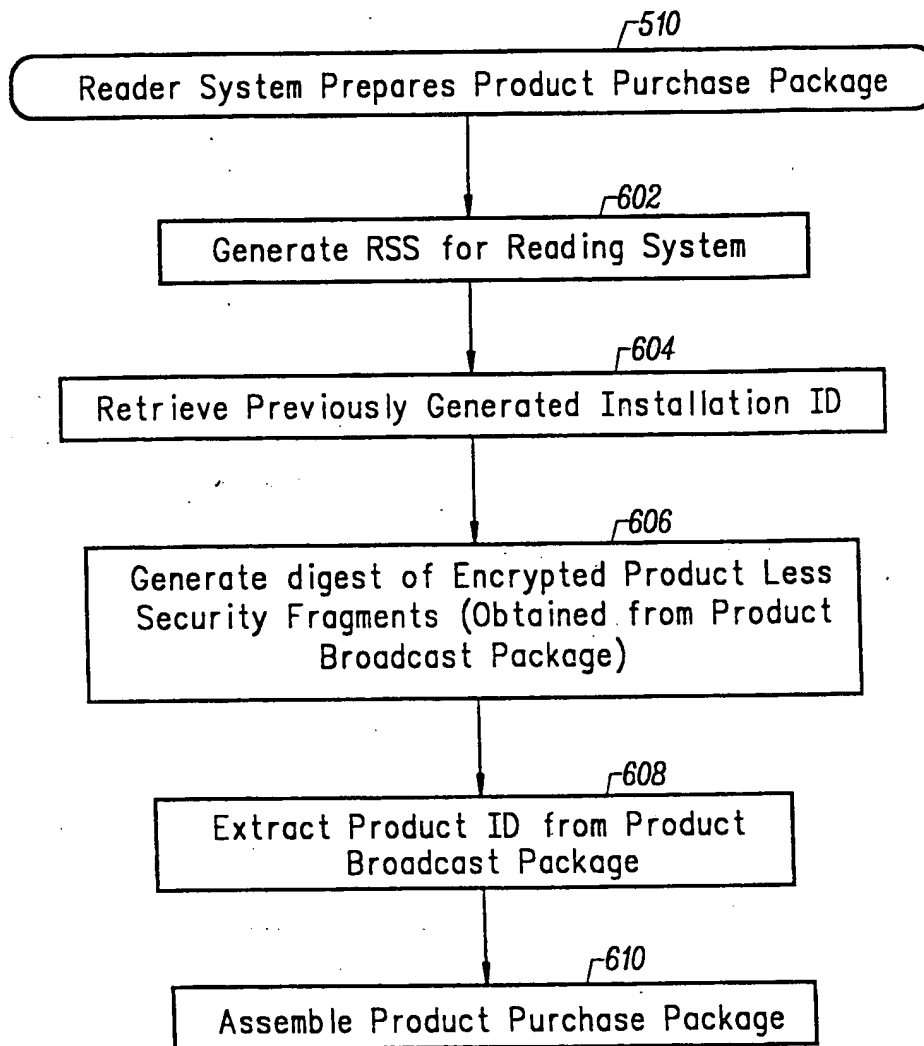 510
Reader System Prepares Product Purchase Package
602
Generate RSS for Reading System
604
Retrieve Previously Generated Installation ID
606
Generate digest of Encrypted Product Less
Security Fragments (Obtained from Product
Broadcast Package)
608
Extract Product ID from Product
Broadcast Package
610
Assemble Product Purchase Package